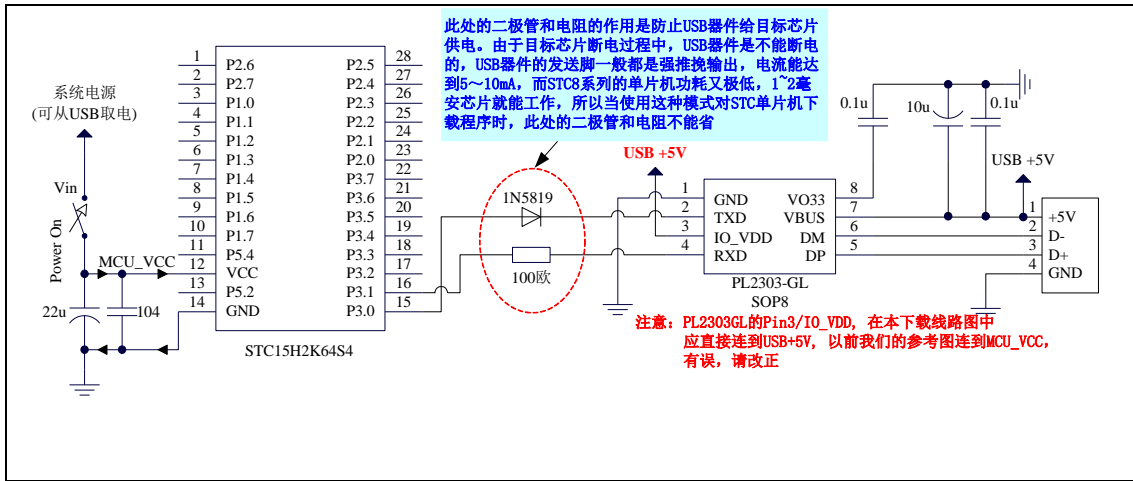 此处的二极管和电阻的作用是防止USB器件给目标芯片
供电。由于目标芯片断电过程中，USB器件是不能断电
的，USB器件的发送脚一般都是强推挽输出，电流能达
到5～10mA，而STC8系列的单片机功耗又极低，1~2毫
安芯片就能工作，所以当使用这种模式对STC单片机下
载程序时，此处的二极管和电阻不能省
系统电源
(可从USB取电)
Vin
Power On
MCU_VCC
22u
104
1 P2.6 P2.5 28
2 P2.7 P2.4 27
3 P1.0 P2.3 26
4 P1.1 P2.2 25
5 P1.2 P2.1 24
6 P1.3 P2.0 23
7 P1.4 P3.7 22
8 P1.5 P3.6 21
9 P1.6 P3.5 20
10 P1.7 P3.4 19
11 P5.4 P3.3 18
12 VCC P3.2 17
13 P5.2 P3.1 16
14 GND P3.0 15
STC15H2K64S4
1N5819
100欧
USB +5V
1 GND VO33 8
2 TXD VBUS 7
3 IO_VDD DM 6
4 RXD DP 5
PL2303-GL
SOP8
0.1u
10u
0.1u
USB +5V
1 +5V
2 D-
3 D+
4 GND
注意：PL2303GL的Pin3/IO_VDD, 在本下载线路图中
应直接连到USB+5V, 以前我们的参考图连到MCU_VCC，
有误，请改正